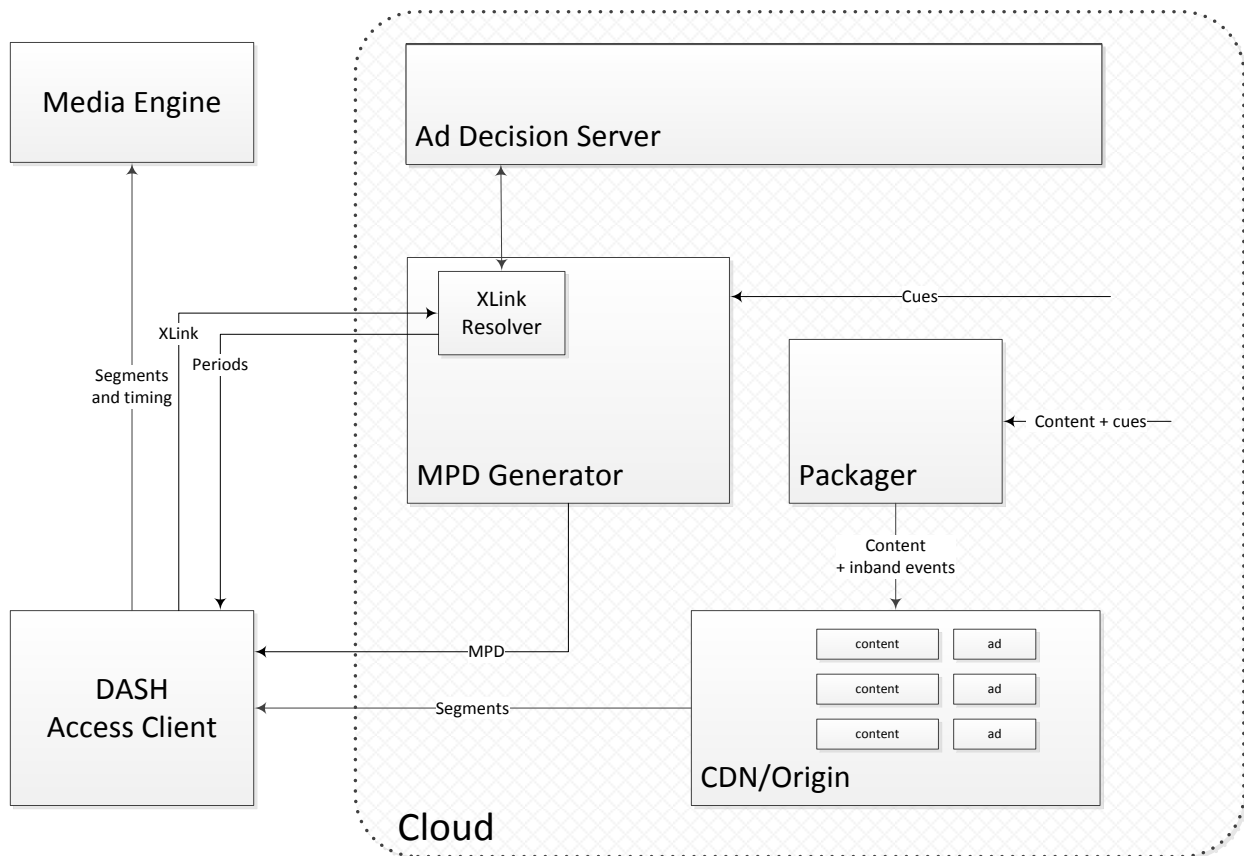 Media Engine
Ad Decision Server
XLink
Resolver
Cues
XLink
Periods
Segments
and timing
Content + cues
MPD Generator
Packager
Content
+ inband events
content
ad
MPD
DASH
Access Client
content
ad
Segments
content
ad
CDN/Origin
Cloud